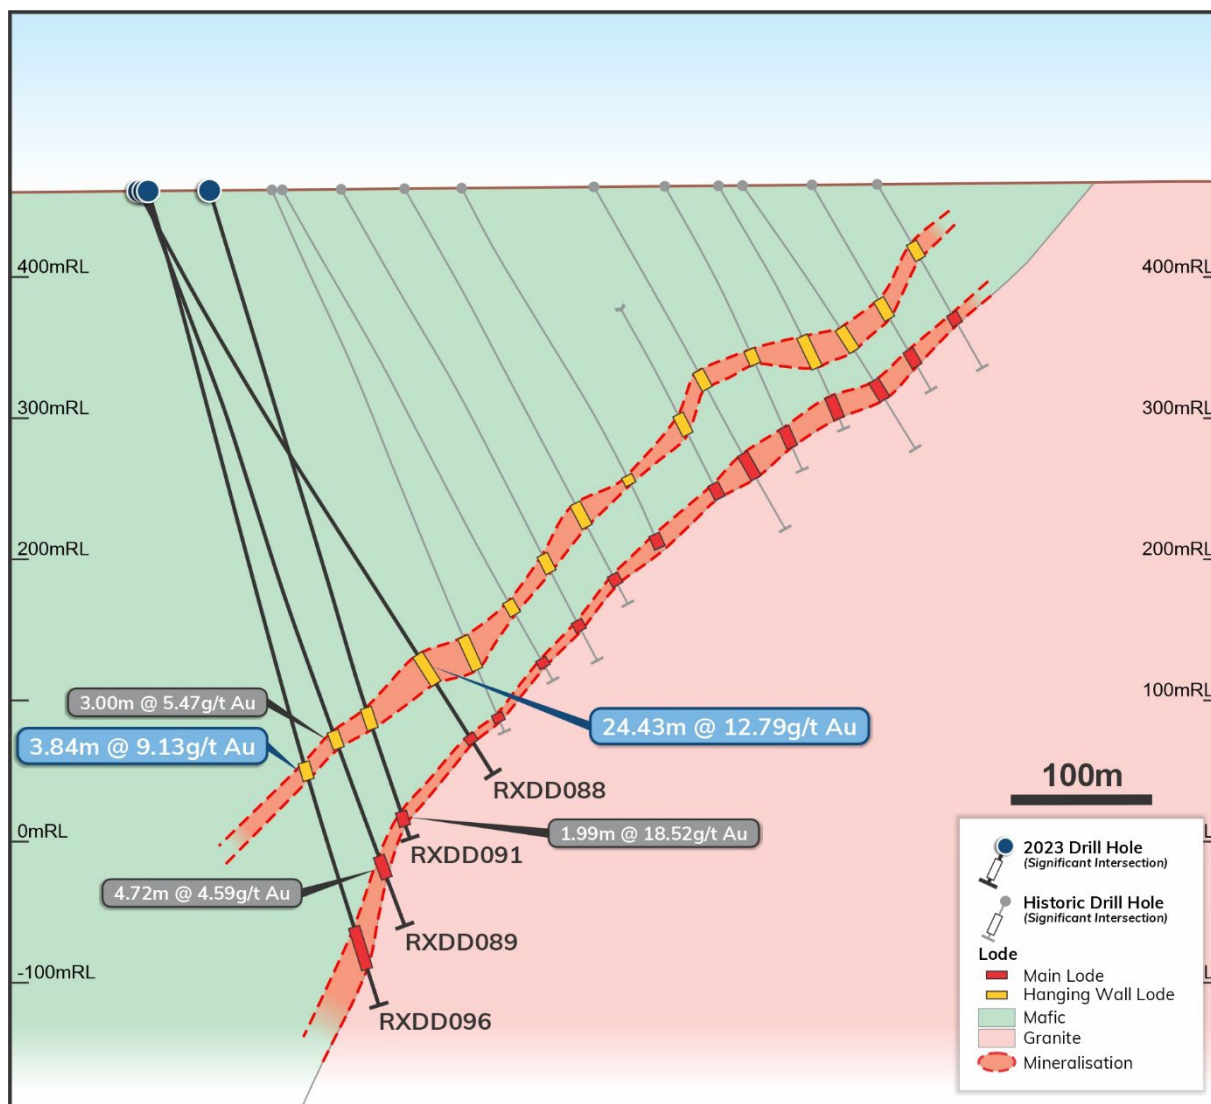 400mRL
400mRL
300mRL
300mRL
200mRL
200mRL
100mRL
3.00m @ 5.47g/t Au
3.84m @ 9.13g/t Au
24.43m @ 12.79g/t Au
100m
RXDD088
0mRL
1.99m @ 18.52g/t Au
RXDD091
4.72m @ 4.59g/t Au
RXDD089
-100mRL
RXDD096
2023 Drill Hole
(Significant Intersection)
Historic Drill Hole
(Significant Intersection)
Lode
Main Lode
Hanging Wall Lode
Mafic
Granite
Mineralisation